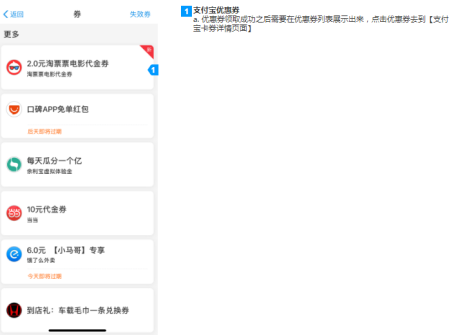 返回
券
失效券
更多
2.0元淘票票电影代金券
淘票票电影代金券
1
口碑APP免单红包
后天即将过期
每天瓜分一个亿
余利宝虚拟体验金
10元代金券
当当
6.0元 【小马哥】专享
饿了么外卖
今天即将过期
到店礼：车载毛巾一条兑换券
1 支付宝优惠券
a. 优惠券领取成功之后需要在优惠券列表展示出来，点击优惠券去到【支付
宝卡券详情页面】